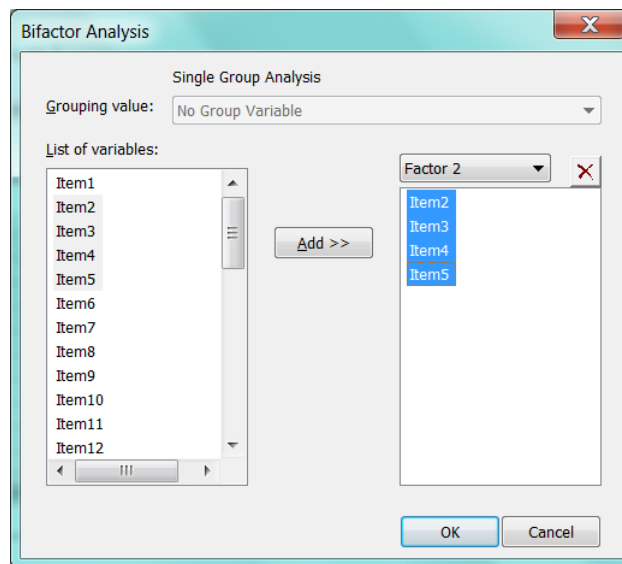 Bifactor Analysis
Single Group Analysis
Grouping value:
No Group Variable
List of variables:
Item1
Item2
Item3
Item4
Item5
Item6
Item7
Item8
Item9
Item10
Item11
Item12
Add >>
Factor 2
Item2
Item3
Item4
Item5
OK
Cancel